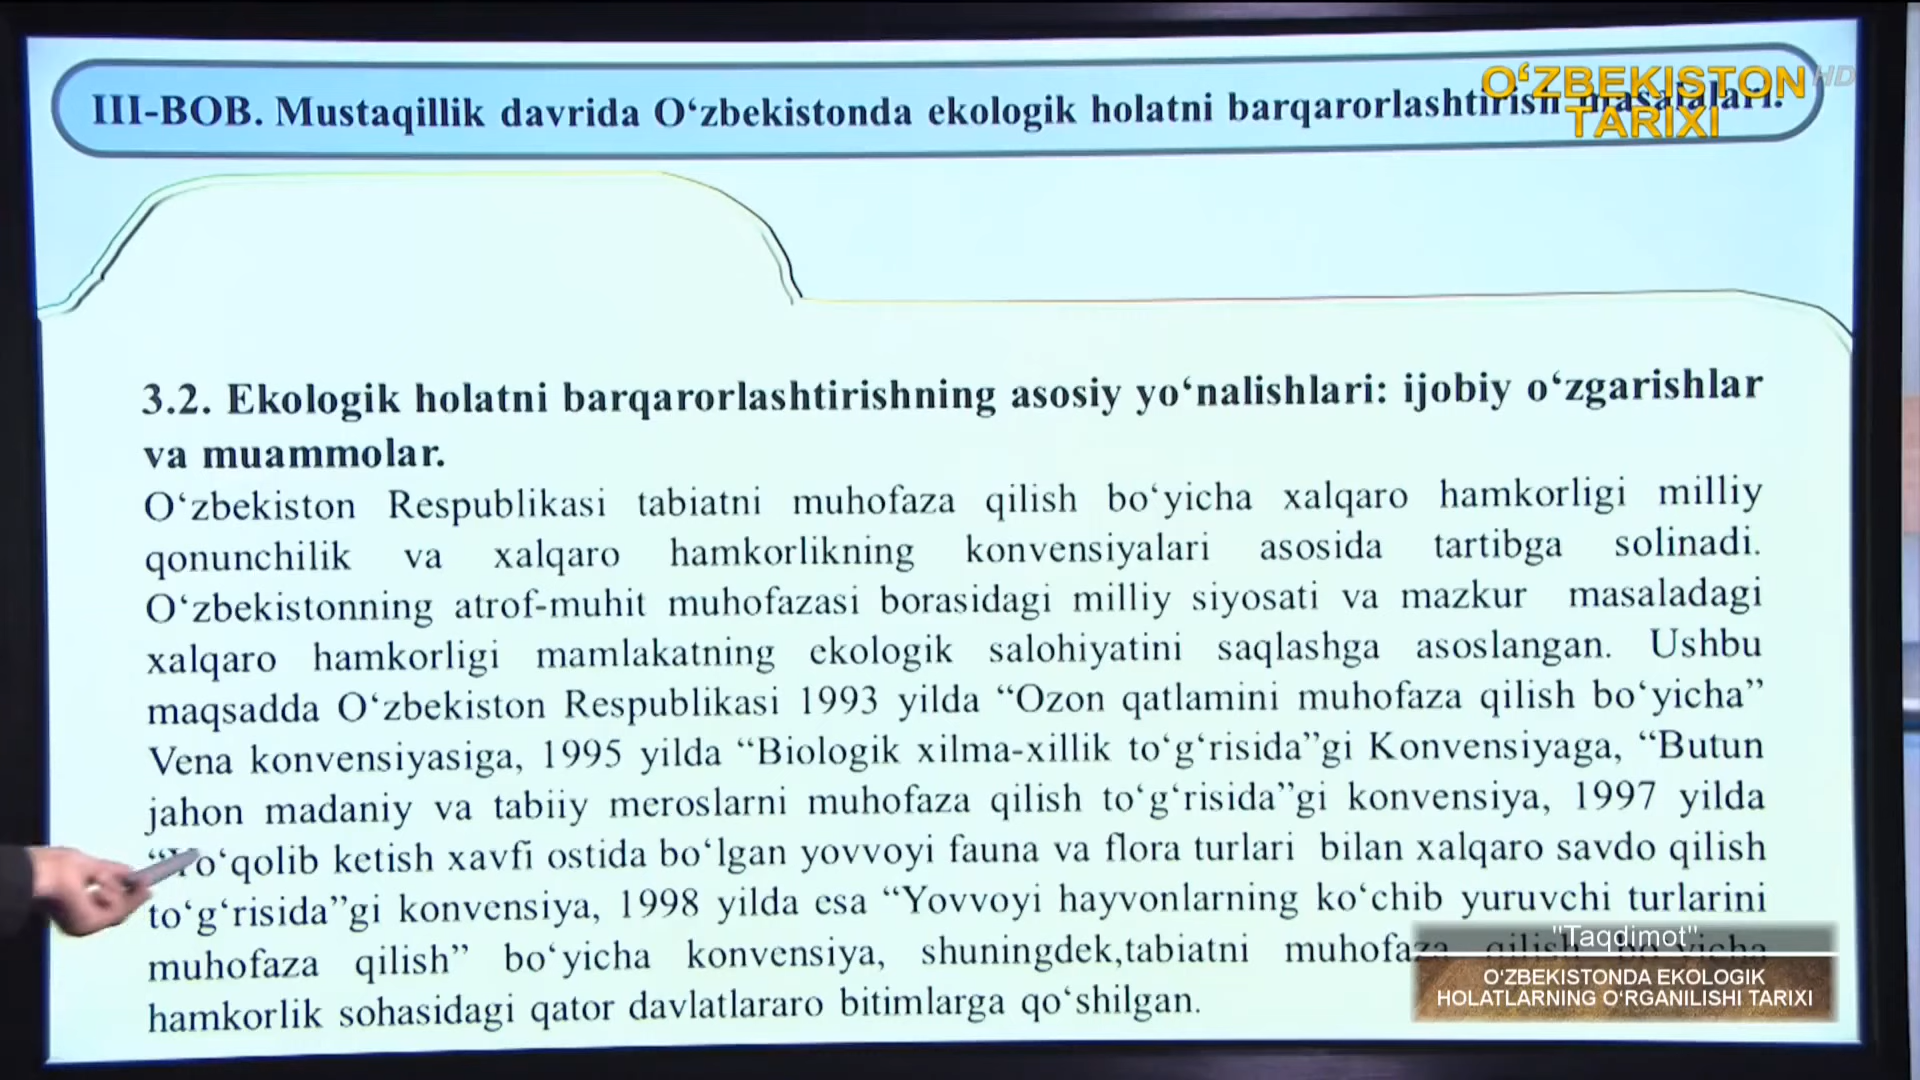 III-BOB. Mustaqillik davrida O‘zbekistonda ekologik holatni barqarorlashtirish masalalari.
O‘ZBEKISTON HD
TARIXI
3.2. Ekologik holatni barqarorlashtirishning asosiy yo‘nalishlari: ijobiy o‘zgarishlar
va muammolar.
O‘zbekiston Respublikasi tabiatni muhofaza qilish bo‘yicha xalqaro hamkorligi milliy
qonunchilik va xalqaro hamkorlikning konvensiyalari asosida tartibga solinadi.
O‘zbekistonning atrof-muhit muhofazasi borasidagi milliy siyosati va mazkur masaladagi
xalqaro hamkorligi mamlakatning ekologik salohiyatini saqlashga asoslangan. Ushbu
maqsadda O‘zbekiston Respublikasi 1993 yilda “Ozon qatlamini muhofaza qilish bo‘yicha”
Vena konvensiyasiga, 1995 yilda “Biologik xilma-xillik to‘g‘risida”gi Konvensiyaga, “Butun
jahon madaniy va tabiiy meroslarni muhofaza qilish to‘g‘risida”gi konvensiya, 1997 yilda
“Yo‘qolib ketish xavfi ostida bo‘lgan yovvoyi fauna va flora turlari bilan xalqaro savdo qilish
to‘g‘risida”gi konvensiya, 1998 yilda esa “Yovvoyi hayvonlarning ko‘chib yuruvchi turlarini
muhofaza qilish” bo‘yicha konvensiya, shuningdek,tabiatni muhofaza qilish bo‘yicha
hamkorlik sohasidagi qator davlatlararo bitimlarga qo‘shilgan.
"Taqdimot"
O‘ZBEKISTONDA EKOLOGIK
HOLATLARNING O‘RGANILISHI TARIXI